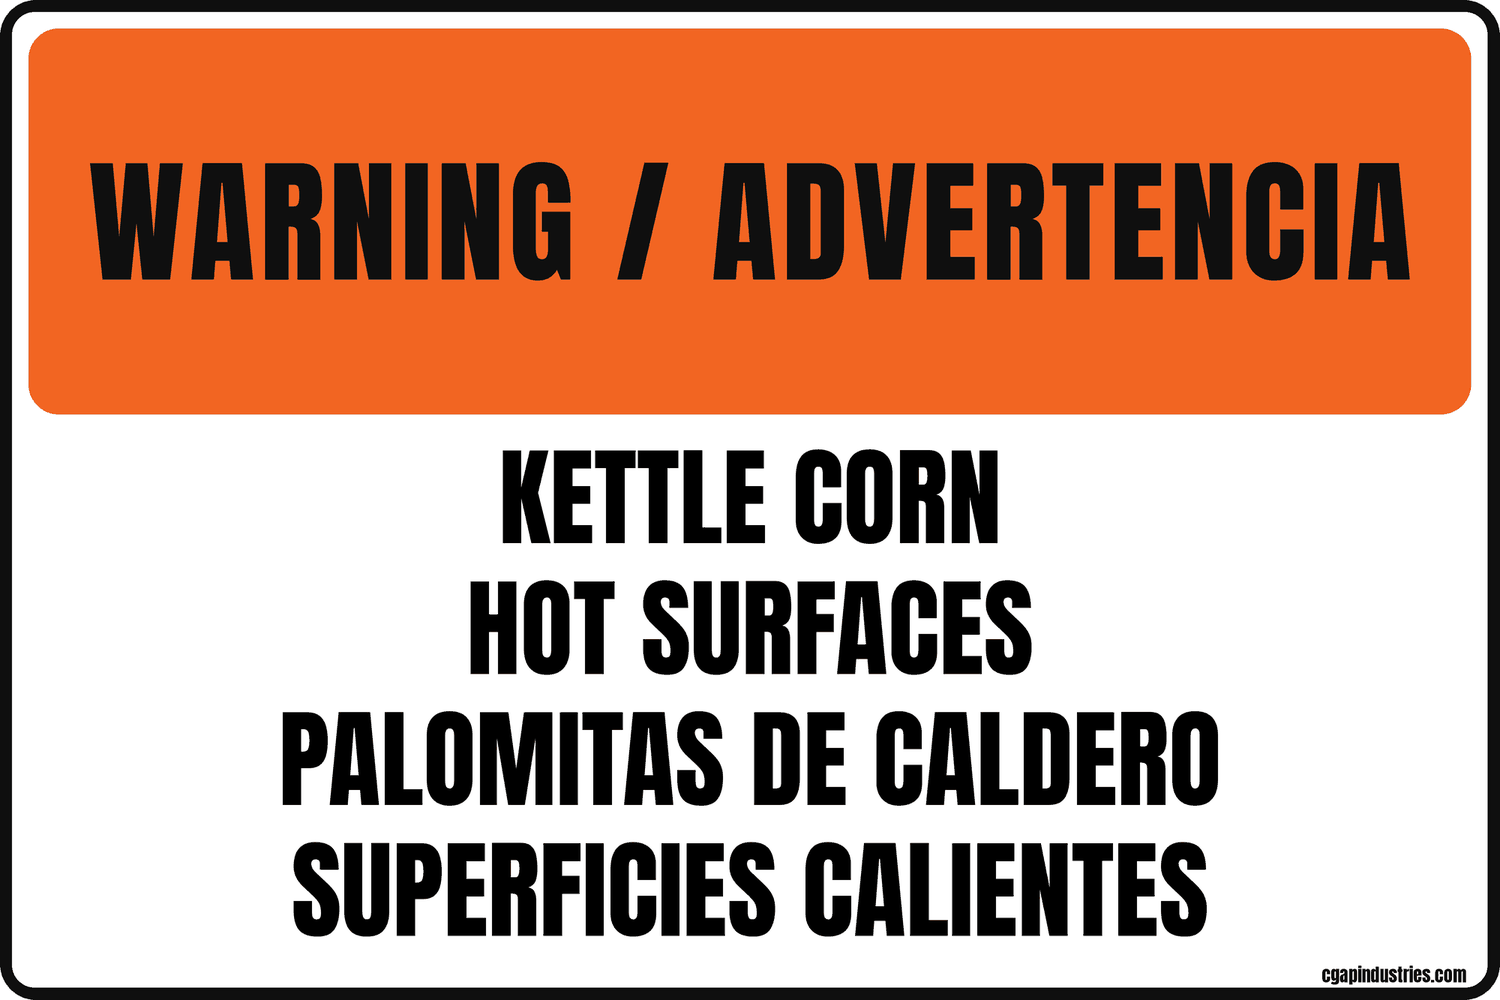 WARNING / ADVERTENCIA
KETTLE CORN
HOT SURFACES
PALOMITAS DE CALDERO
SUPERFICIES CALIENTES
cgapindustries.com